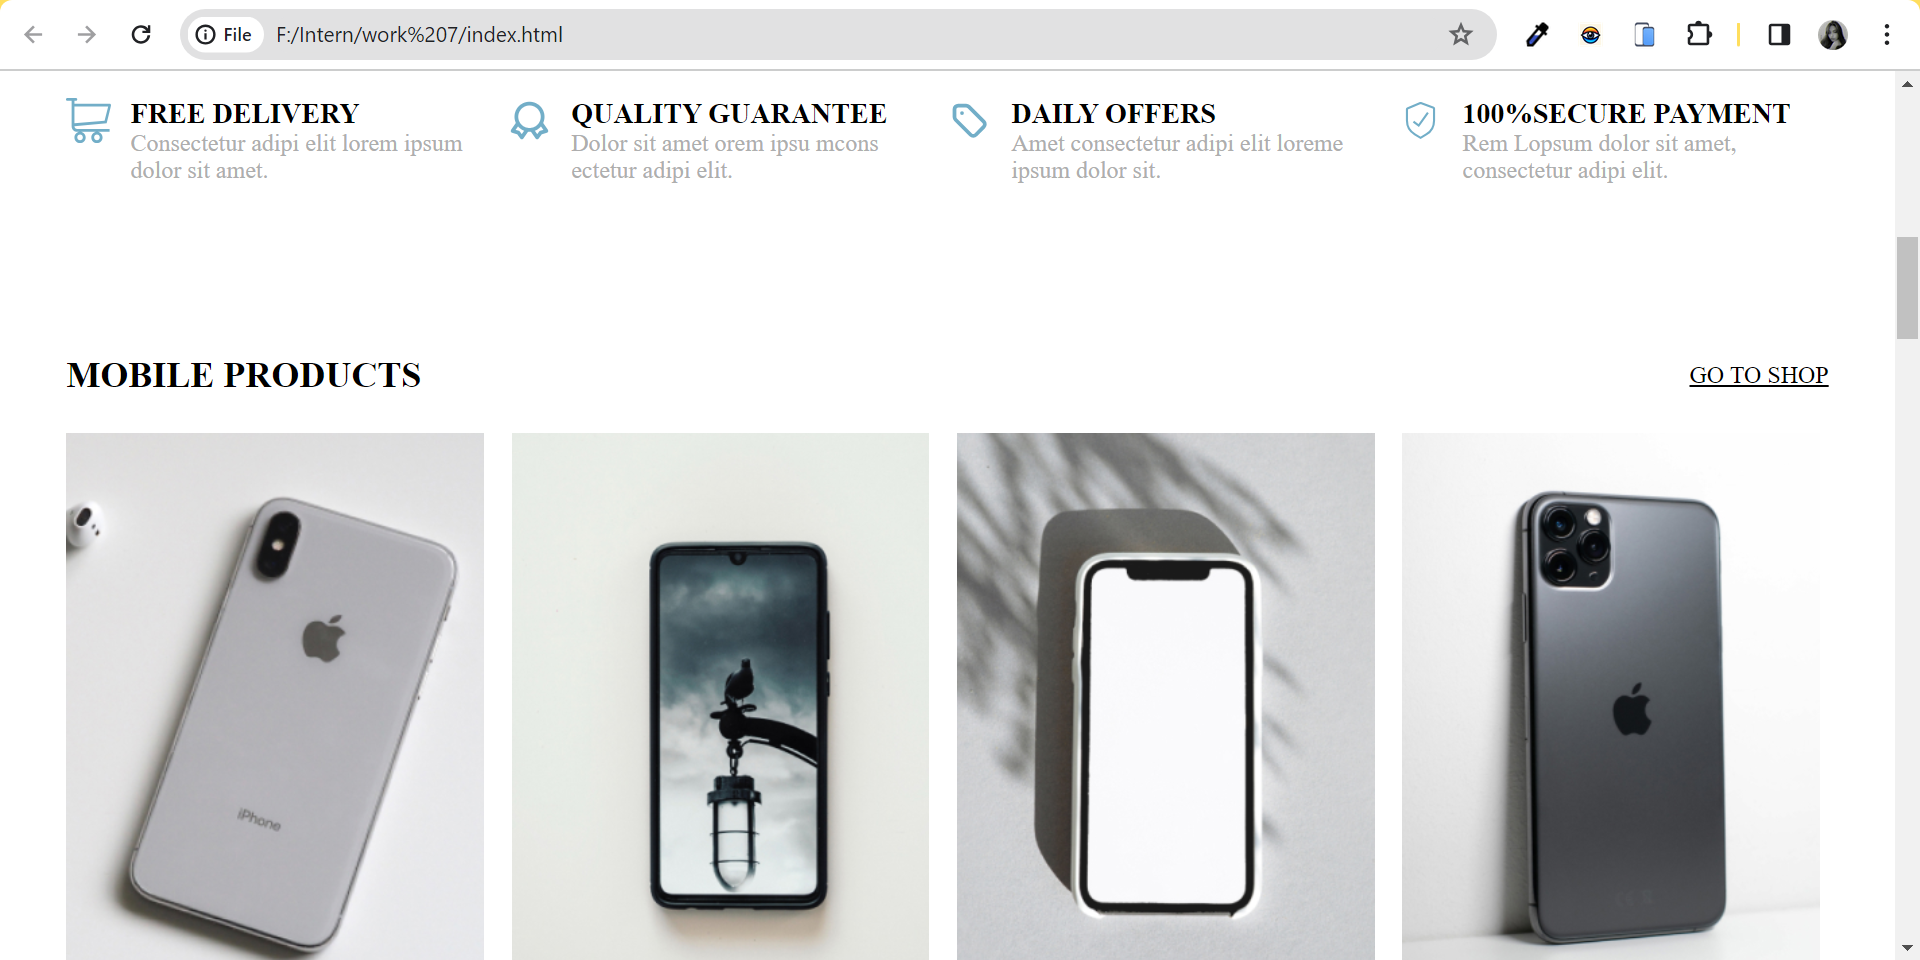 File
F:/Intern/work%207/index.html
FREE DELIVERY
Consectetur adipi elit lorem ipsum
dolor sit amet.
QUALITY GUARANTEE
Dolor sit amet orem ipsu mcons
ectetur adipi elit.
DAILY OFFERS
Amet consectetur adipi elit loreme
ipsum dolor sit.
100%SECURE PAYMENT
Rem Lopsum dolor sit amet,
consectetur adipi elit.
MOBILE PRODUCTS
GO TO SHOP
iPhone